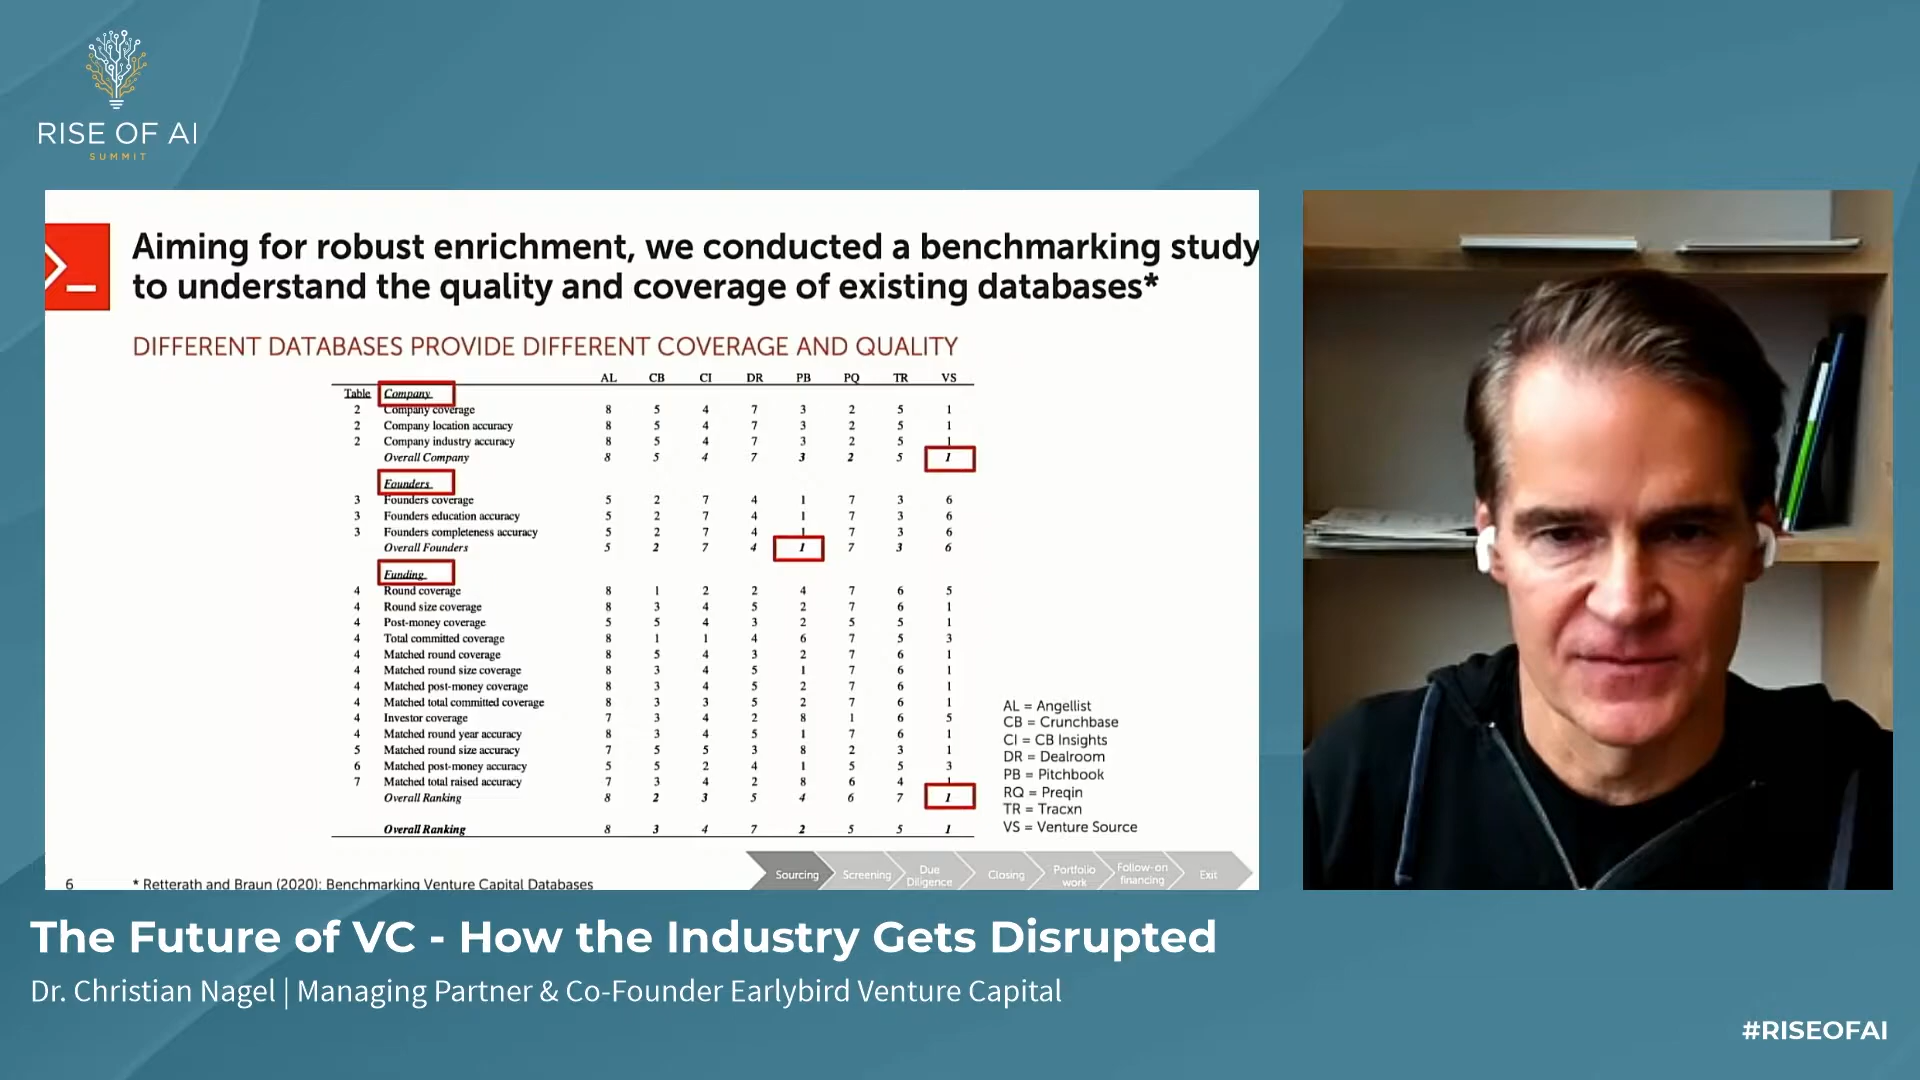 RISE OF AI
SUMMIT
Aiming for robust enrichment, we conducted a benchmarking study
to understand the quality and coverage of existing databases*
DIFFERENT DATABASES PROVIDE DIFFERENT COVERAGE AND QUALITY
AL CB CI DR PB PQ TR VS
Table Company
2 Company coverage 8 5 4 7 3 2 5 1
2 Company location accuracy 8 5 4 7 3 2 5 1
2 Company industry accuracy 8 5 4 7 3 2 5 1
Overall Company 8 5 4 7 3 2 5 1
Founders
3 Founders coverage 5 2 7 4 1 7 3 6
3 Founders education accuracy 5 2 7 4 1 7 3 6
3 Founders completeness accuracy 5 2 7 4 1 7 3 6
Overall Founders 5 2 7 4 1 7 3 6
Funding
4 Round coverage 8 1 2 2 4 7 6 5
4 Round size coverage 8 3 4 5 2 7 6 1
4 Post-money coverage 5 5 4 3 2 5 5 1
4 Total committed coverage 8 1 1 4 6 7 5 3
4 Matched round coverage 8 5 4 3 2 7 6 1
4 Matched round size coverage 8 3 4 5 1 7 6 1
4 Matched post-money coverage 8 3 4 5 2 7 6 1
4 Matched total committed coverage 8 3 3 5 2 7 6 1
4 Investor coverage 7 3 4 2 8 1 6 5
4 Matched round year accuracy 8 3 4 5 1 7 6 1
5 Matched round size accuracy 7 5 5 3 8 2 3 1
6 Matched post-money accuracy 5 5 2 4 1 5 5 3
7 Matched total raised accuracy 7 3 4 2 8 6 4 1
Overall Ranking 8 2 3 5 4 6 7 1
Overall Ranking 8 3 4 7 2 5 5 1
AL = Angellist
CB = Crunchbase
CI = CB Insights
DR = Dealroom
PB = Pitchbook
RQ = Preqin
TR = Tracxn
VS = Venture Source
Sourcing Screening Due Diligence Closing Portfolio work Follow-on financing Exit
6 * Retterath and Braun (2020): Benchmarking Venture Capital Databases
The Future of VC - How the Industry Gets Disrupted
Dr. Christian Nagel | Managing Partner & Co-Founder Earlybird Venture Capital
#RISEOFAI